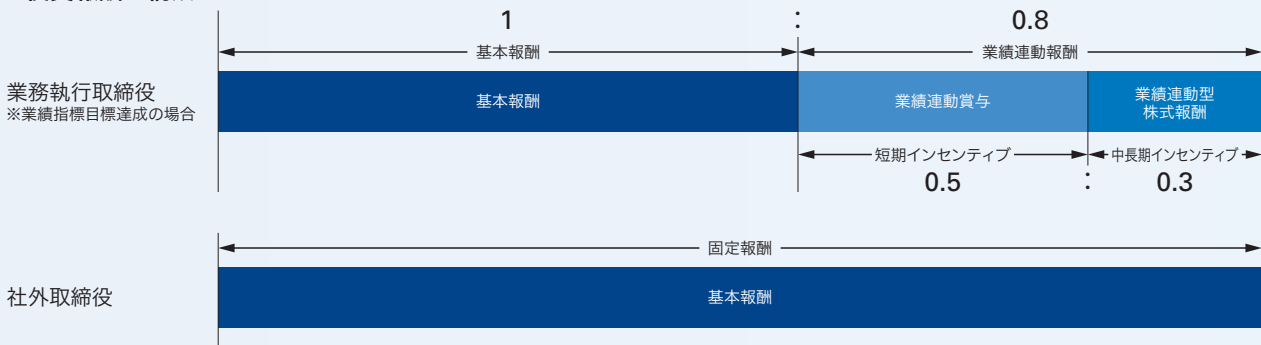 1 : 0.8
基本報酬 業績連動報酬
業務執行取締役
※業績指標目標達成の場合
基本報酬
業績連動賞与
業績連動型
株式報酬
短期インセンティブ 中長期インセンティブ
0.5 : 0.3
固定報酬
社外取締役
基本報酬